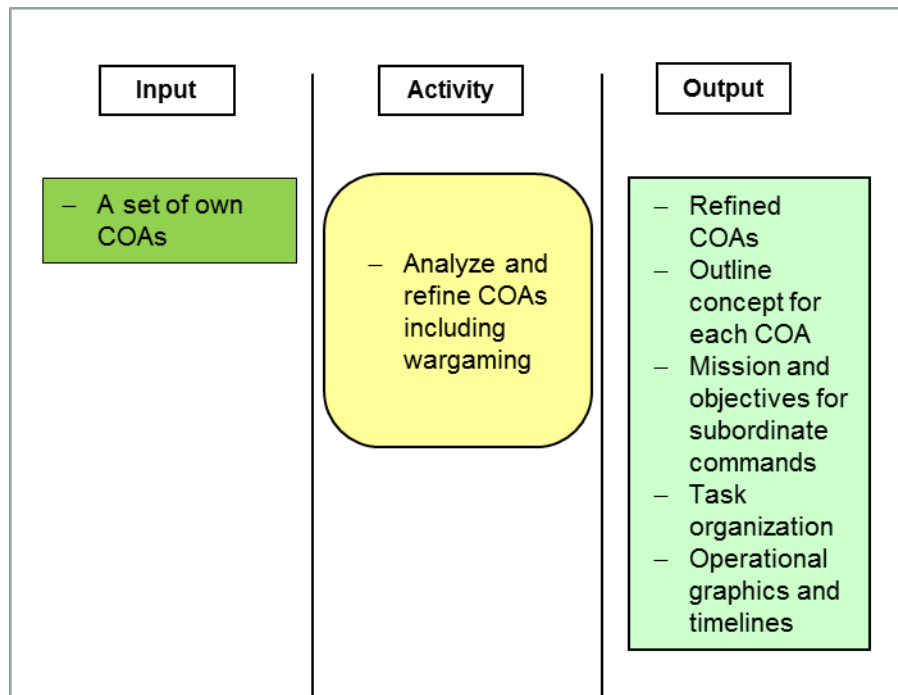 Input
Activity
Output
– A set of own
COAs
– Analyze and
refine COAs
including
wargaming
– Refined
COAs
– Outline
concept for
each COA
– Mission and
objectives for
subordinate
commands
– Task
organization
– Operational
graphics and
timelines